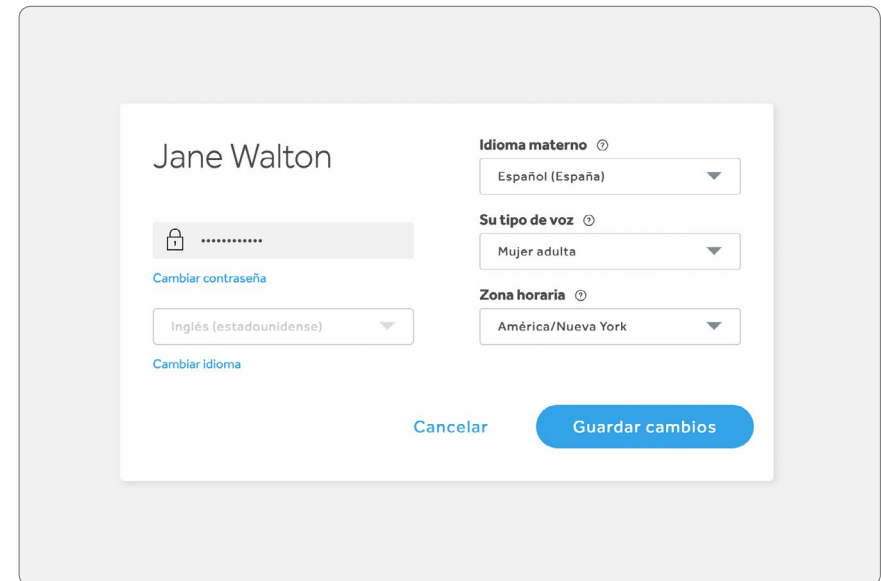 Jane Walton
••••••••••••
Cambiar contraseña
Inglés (estadounidense)
Cambiar idioma
Idioma materno ?
Español (España)
Su tipo de voz ?
Mujer adulta
Zona horaria ?
América/Nueva York
Cancelar
Guardar cambios